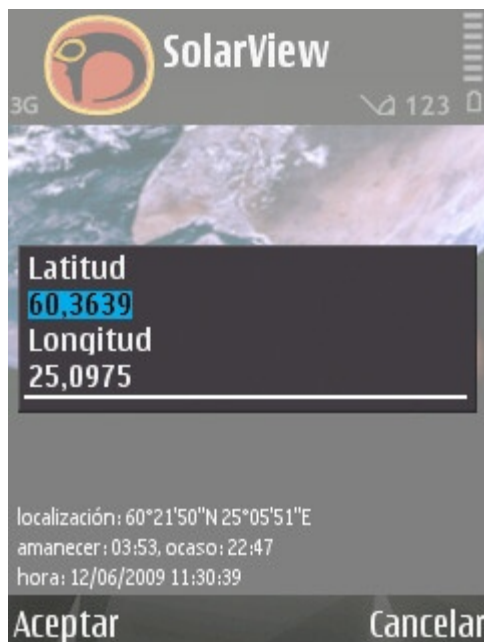 SolarView
3G
123
Latitud
60,3639
Longitud
25,0975
localización: 60°21'50"N 25°05'51"E
amanecer: 03:53, ocaso: 22:47
hora: 12/06/2009 11:30:39
Aceptar
Cancelar